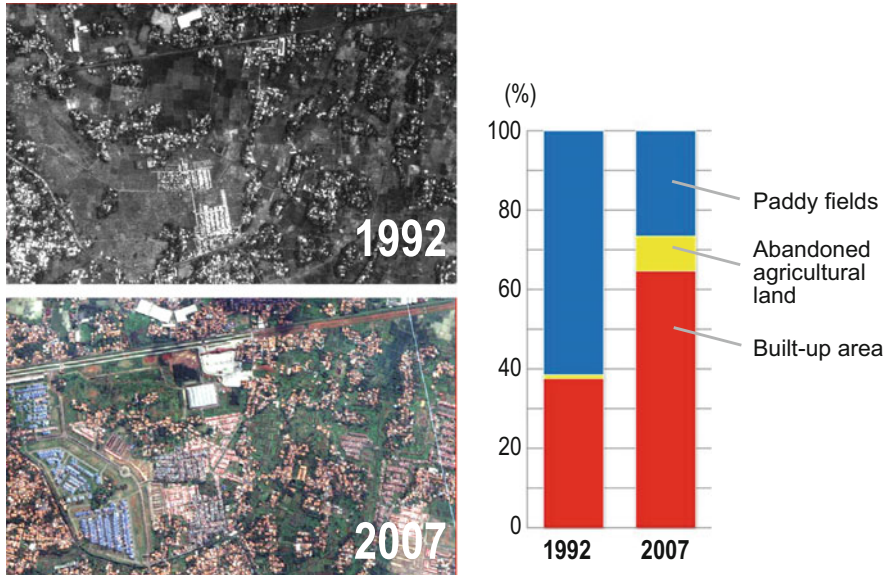 1992
2007
(%)
100
80
60
40
20
0
1992
2007
Paddy fields
Abandoned
agricultural
land
Built-up area